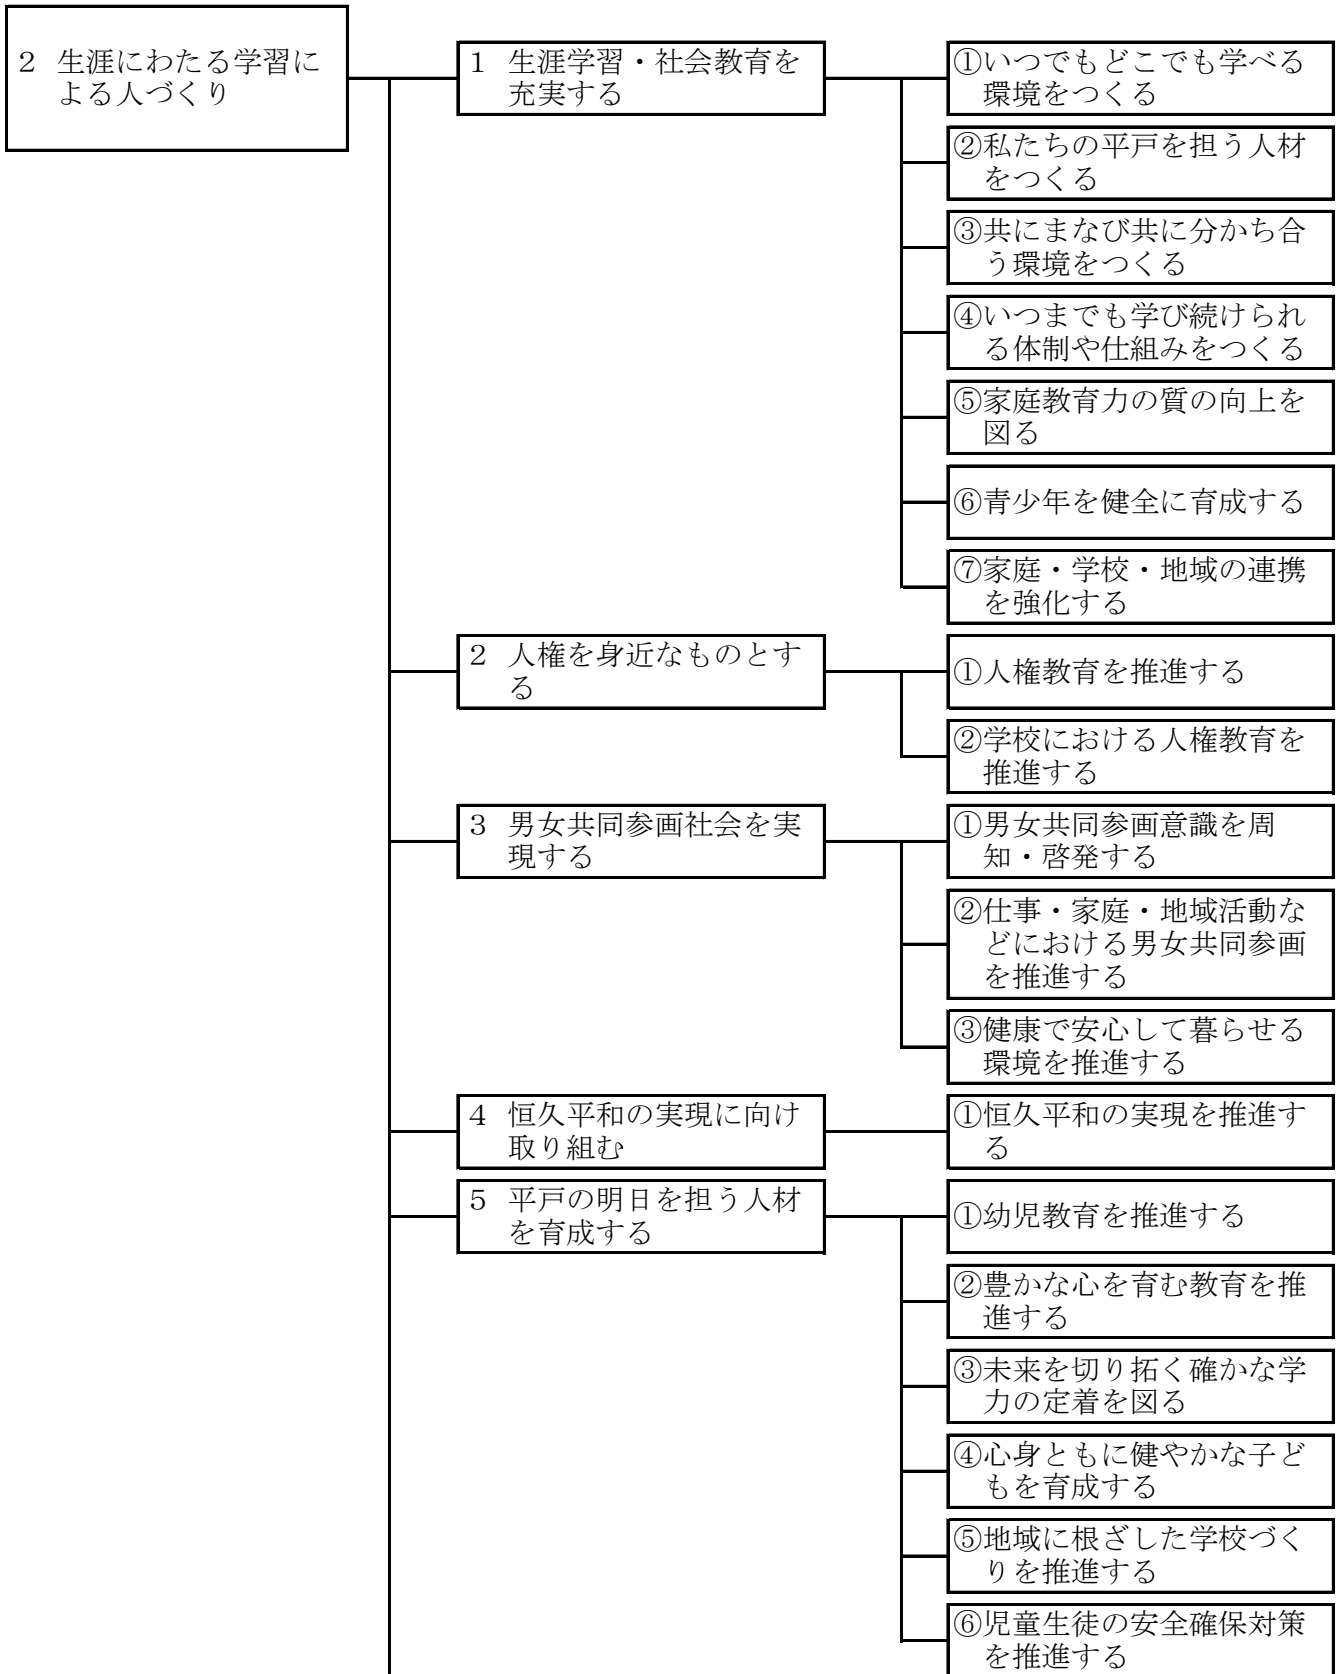 2 生涯にわたる学習に
よる人づくり
1 生涯学習・社会教育を
充実する
①いつでもどこでも学べる
環境をつくる
②私たちの平戸を担う人材
をつくる
③共にまなび共に分かち合
う環境をつくる
④いつまでも学び続けられ
る体制や仕組みをつくる
⑤家庭教育力の質の向上を
図る
⑥青少年を健全に育成する
⑦家庭・学校・地域の連携
を強化する
2 人権を身近なものとす
る
①人権教育を推進する
②学校における人権教育を
推進する
3 男女共同参画社会を実
現する
①男女共同参画意識を周
知・啓発する
②仕事・家庭・地域活動な
どにおける男女共同参画
を推進する
③健康で安心して暮らせる
環境を推進する
4 恒久平和の実現に向け
取り組む
①恒久平和の実現を推進す
る
5 平戸の明日を担う人材
を育成する
①幼児教育を推進する
②豊かな心を育む教育を推
進する
③未来を切り拓く確かな学
力の定着を図る
④心身ともに健やかな子ど
もを育成する
⑤地域に根ざした学校づく
りを推進する
⑥児童生徒の安全確保対策
を推進する